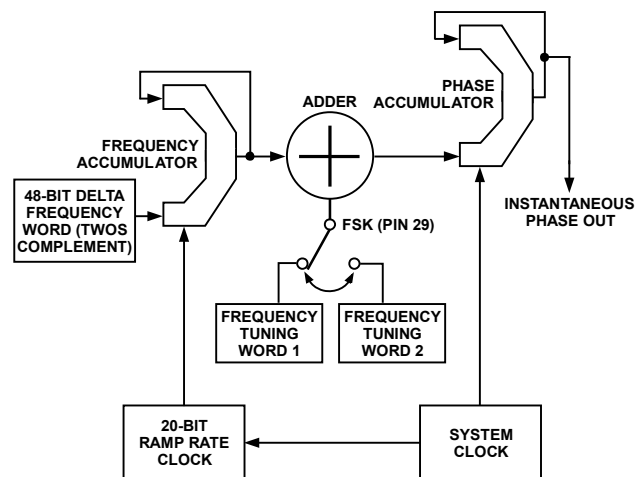 PHASE
ACCUMULATOR
ADDER
FREQUENCY
ACCUMULATOR
48-BIT DELTA
FREQUENCY
WORD (TWOS
COMPLEMENT)
INSTANTANEOUS
PHASE OUT
FSK (PIN 29)
FREQUENCY
TUNING
WORD 1
FREQUENCY
TUNING
WORD 2
20-BIT
RAMP RATE
CLOCK
SYSTEM
CLOCK